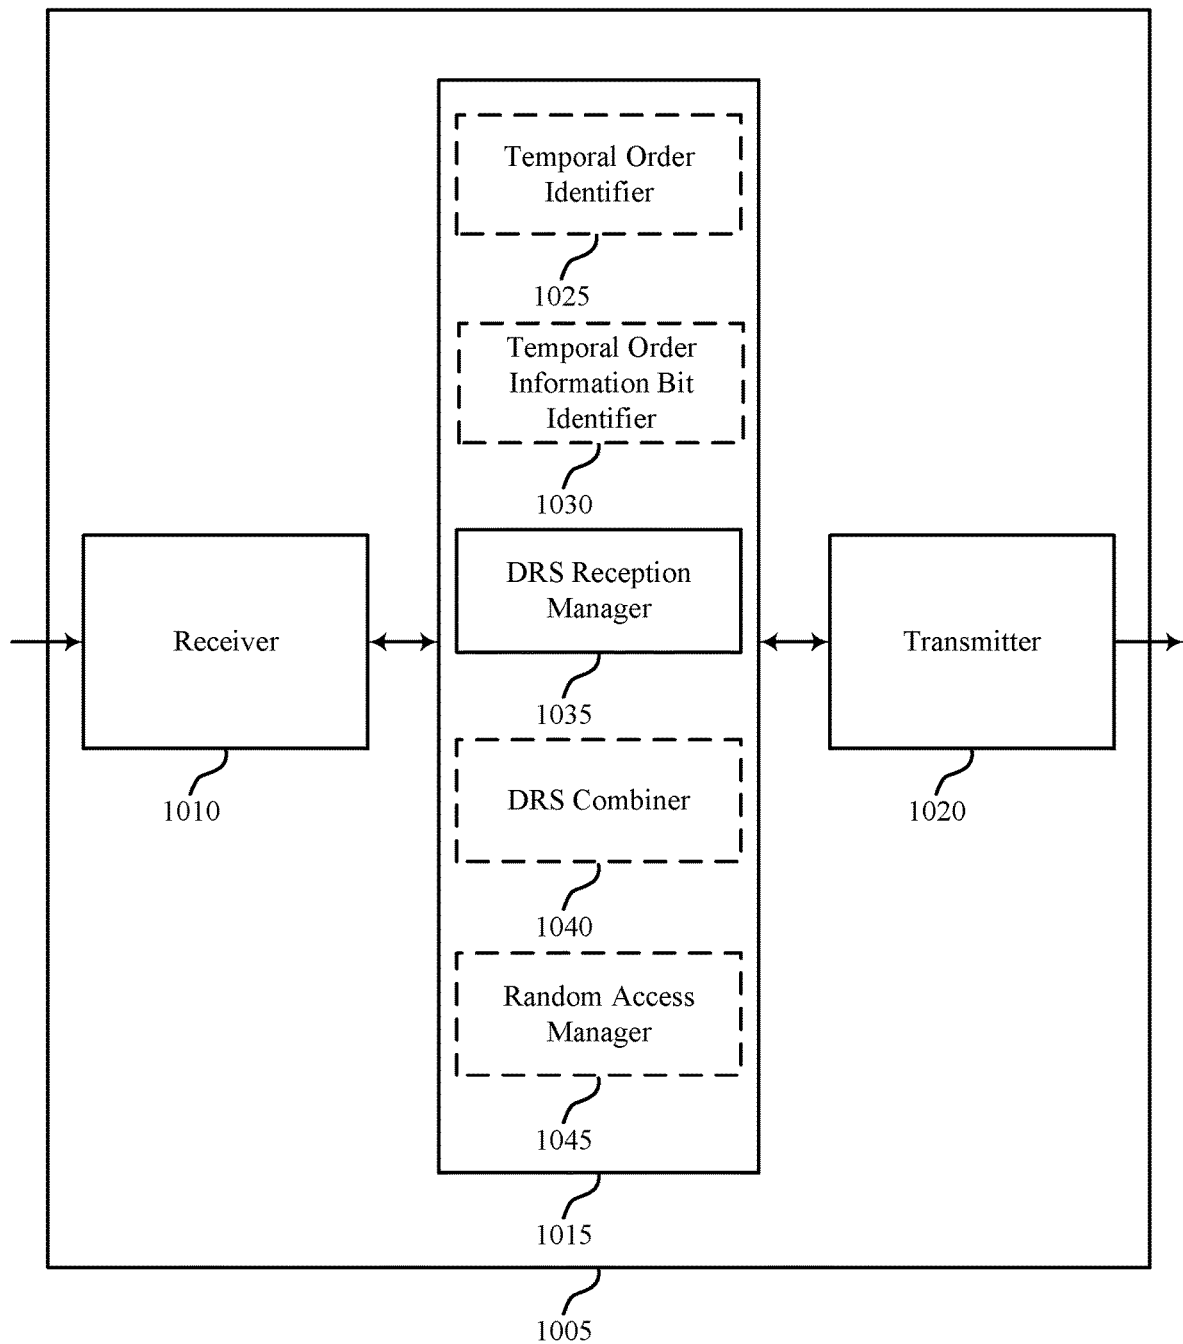 Temporal Order
Identifier
1025
Temporal Order
Information Bit
Identifier
1030
DRS Reception
Manager
1035
Receiver
1010
Transmitter
1020
DRS Combiner
1040
Random Access
Manager
1045
1015
1005